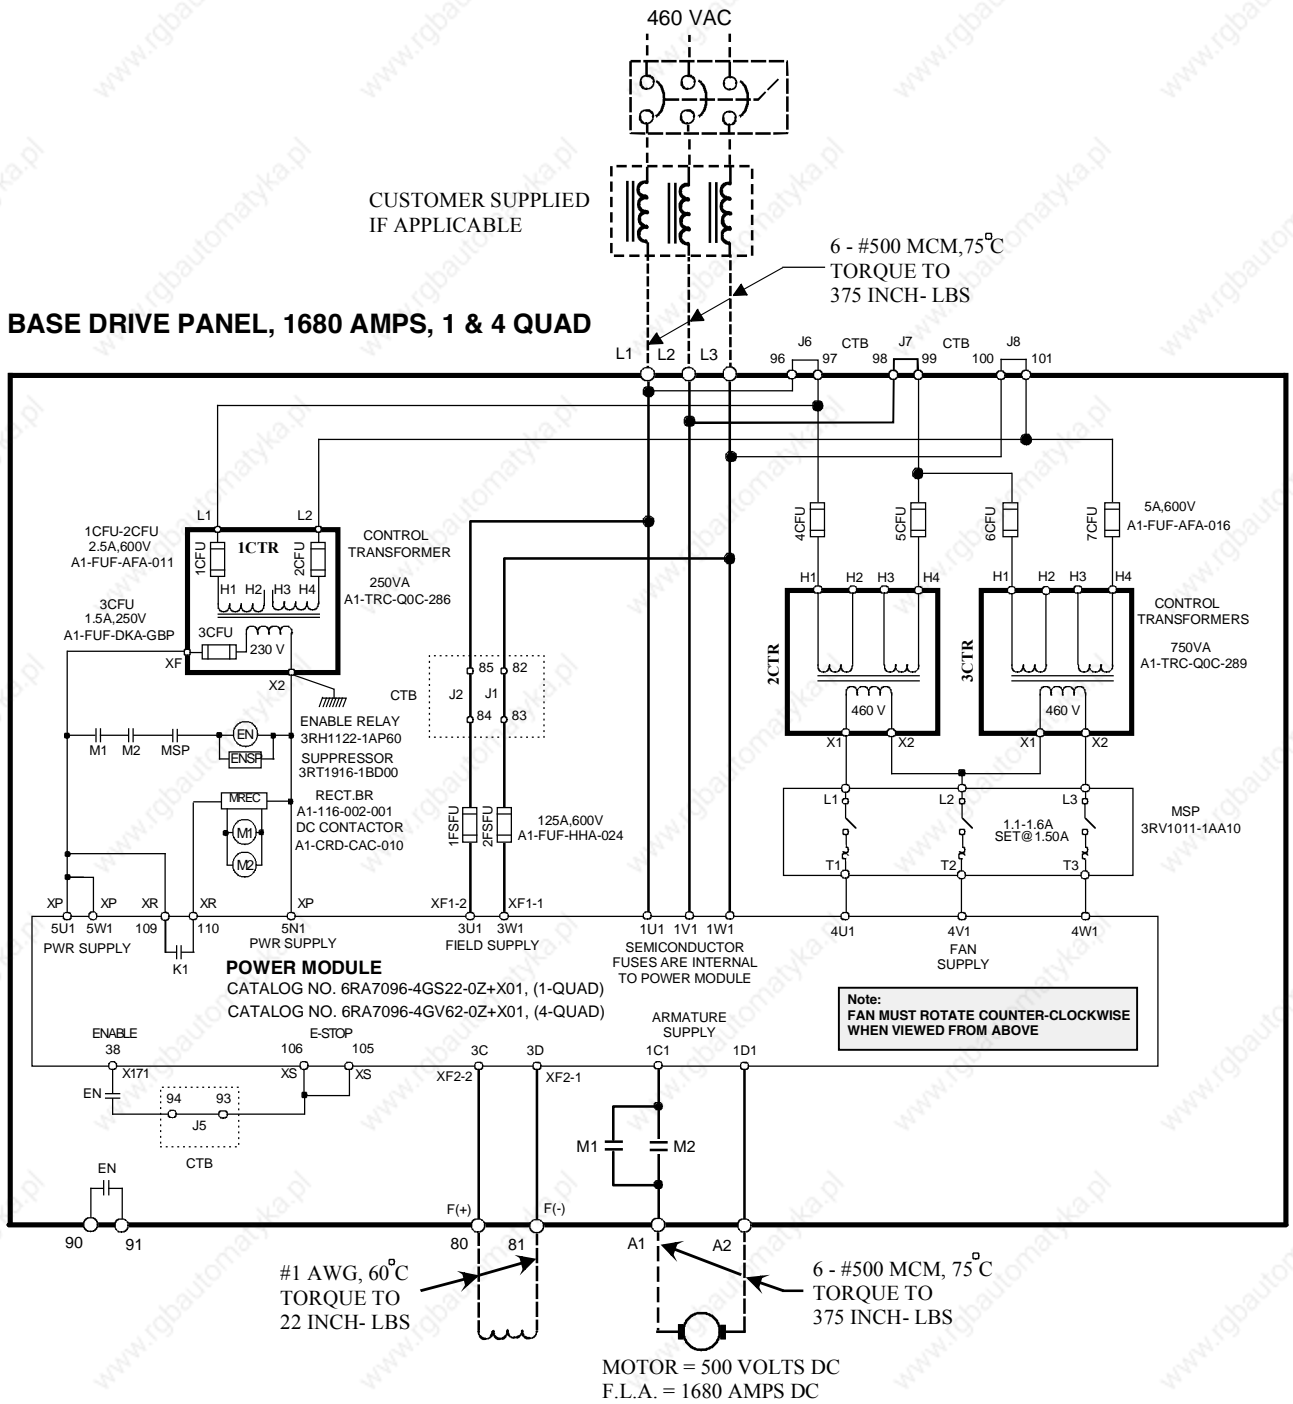 460 VAC
CUSTOMER SUPPLIED
IF APPLICABLE
6 - #500 MCM,75°C
TORQUE TO
375 INCH- LBS
BASE DRIVE PANEL, 1680 AMPS, 1 & 4 QUAD
L1 L2 L3
J6 CTB J7 CTB J8
96 97 98 99 100 101
L1 L2
1CFU-2CFU
2.5A,600V
A1-FUF-AFA-011
1CTR
1CFU
2CFU
H1 H2 H3 H4
CONTROL
TRANSFORMER
250VA
A1-TRC-Q0C-286
3CFU
1.5A,250V
A1-FUF-DKA-GBP
3CFU
230 V
XF
X2
4CFU
5CFU
6CFU
7CFU
5A,600V
A1-FUF-AFA-016
H1 H2 H3 H4
H1 H2 H3 H4
2CTR
3CTR
460 V
460 V
CONTROL
TRANSFORMERS
750VA
A1-TRC-Q0C-289
X1 X2
X1 X2
CTB
85 82
J2 J1
84 83
ENABLE RELAY
3RH1122-1AP60
SUPPRESSOR
3RT1916-1BD00
M1 M2 MSP
EN
ENSP
MREC
M1
M2
RECT.BR
A1-116-002-001
DC CONTACTOR
A1-CRD-CAC-010
1FSFU
2FSFU
125A,600V
A1-FUF-HHA-024
L1 L2 L3
1.1-1.6A
SET@1.50A
T1 T2 T3
MSP
3RV1011-1AA10
XP XP XR XR XP XF1-2 XF1-1
5U1 5W1 109 110 5N1 3U1 3W1 1U1 1V1 1W1 4U1 4V1 4W1
PWR SUPPLY
K1
PWR SUPPLY
FIELD SUPPLY
SEMICONDUCTOR
FUSES ARE INTERNAL
TO POWER MODULE
FAN
SUPPLY
POWER MODULE
CATALOG NO. 6RA7096-4GS22-0Z+X01, (1-QUAD)
CATALOG NO. 6RA7096-4GV62-0Z+X01, (4-QUAD)
Note:
FAN MUST ROTATE COUNTER-CLOCKWISE
WHEN VIEWED FROM ABOVE
ENABLE
38
E-STOP
106 105
ARMATURE
SUPPLY
3C 3D 1C1 1D1
X171 XS XS XF2-2 XF2-1
EN
94 93
J5
CTB
M1 M2
EN
90 91
F(+) F(-)
80 81 A1 A2
#1 AWG, 60°C
TORQUE TO
22 INCH- LBS
6 - #500 MCM, 75°C
TORQUE TO
375 INCH- LBS
MOTOR = 500 VOLTS DC
F.L.A. = 1680 AMPS DC
www.rgbautomatyka.pl